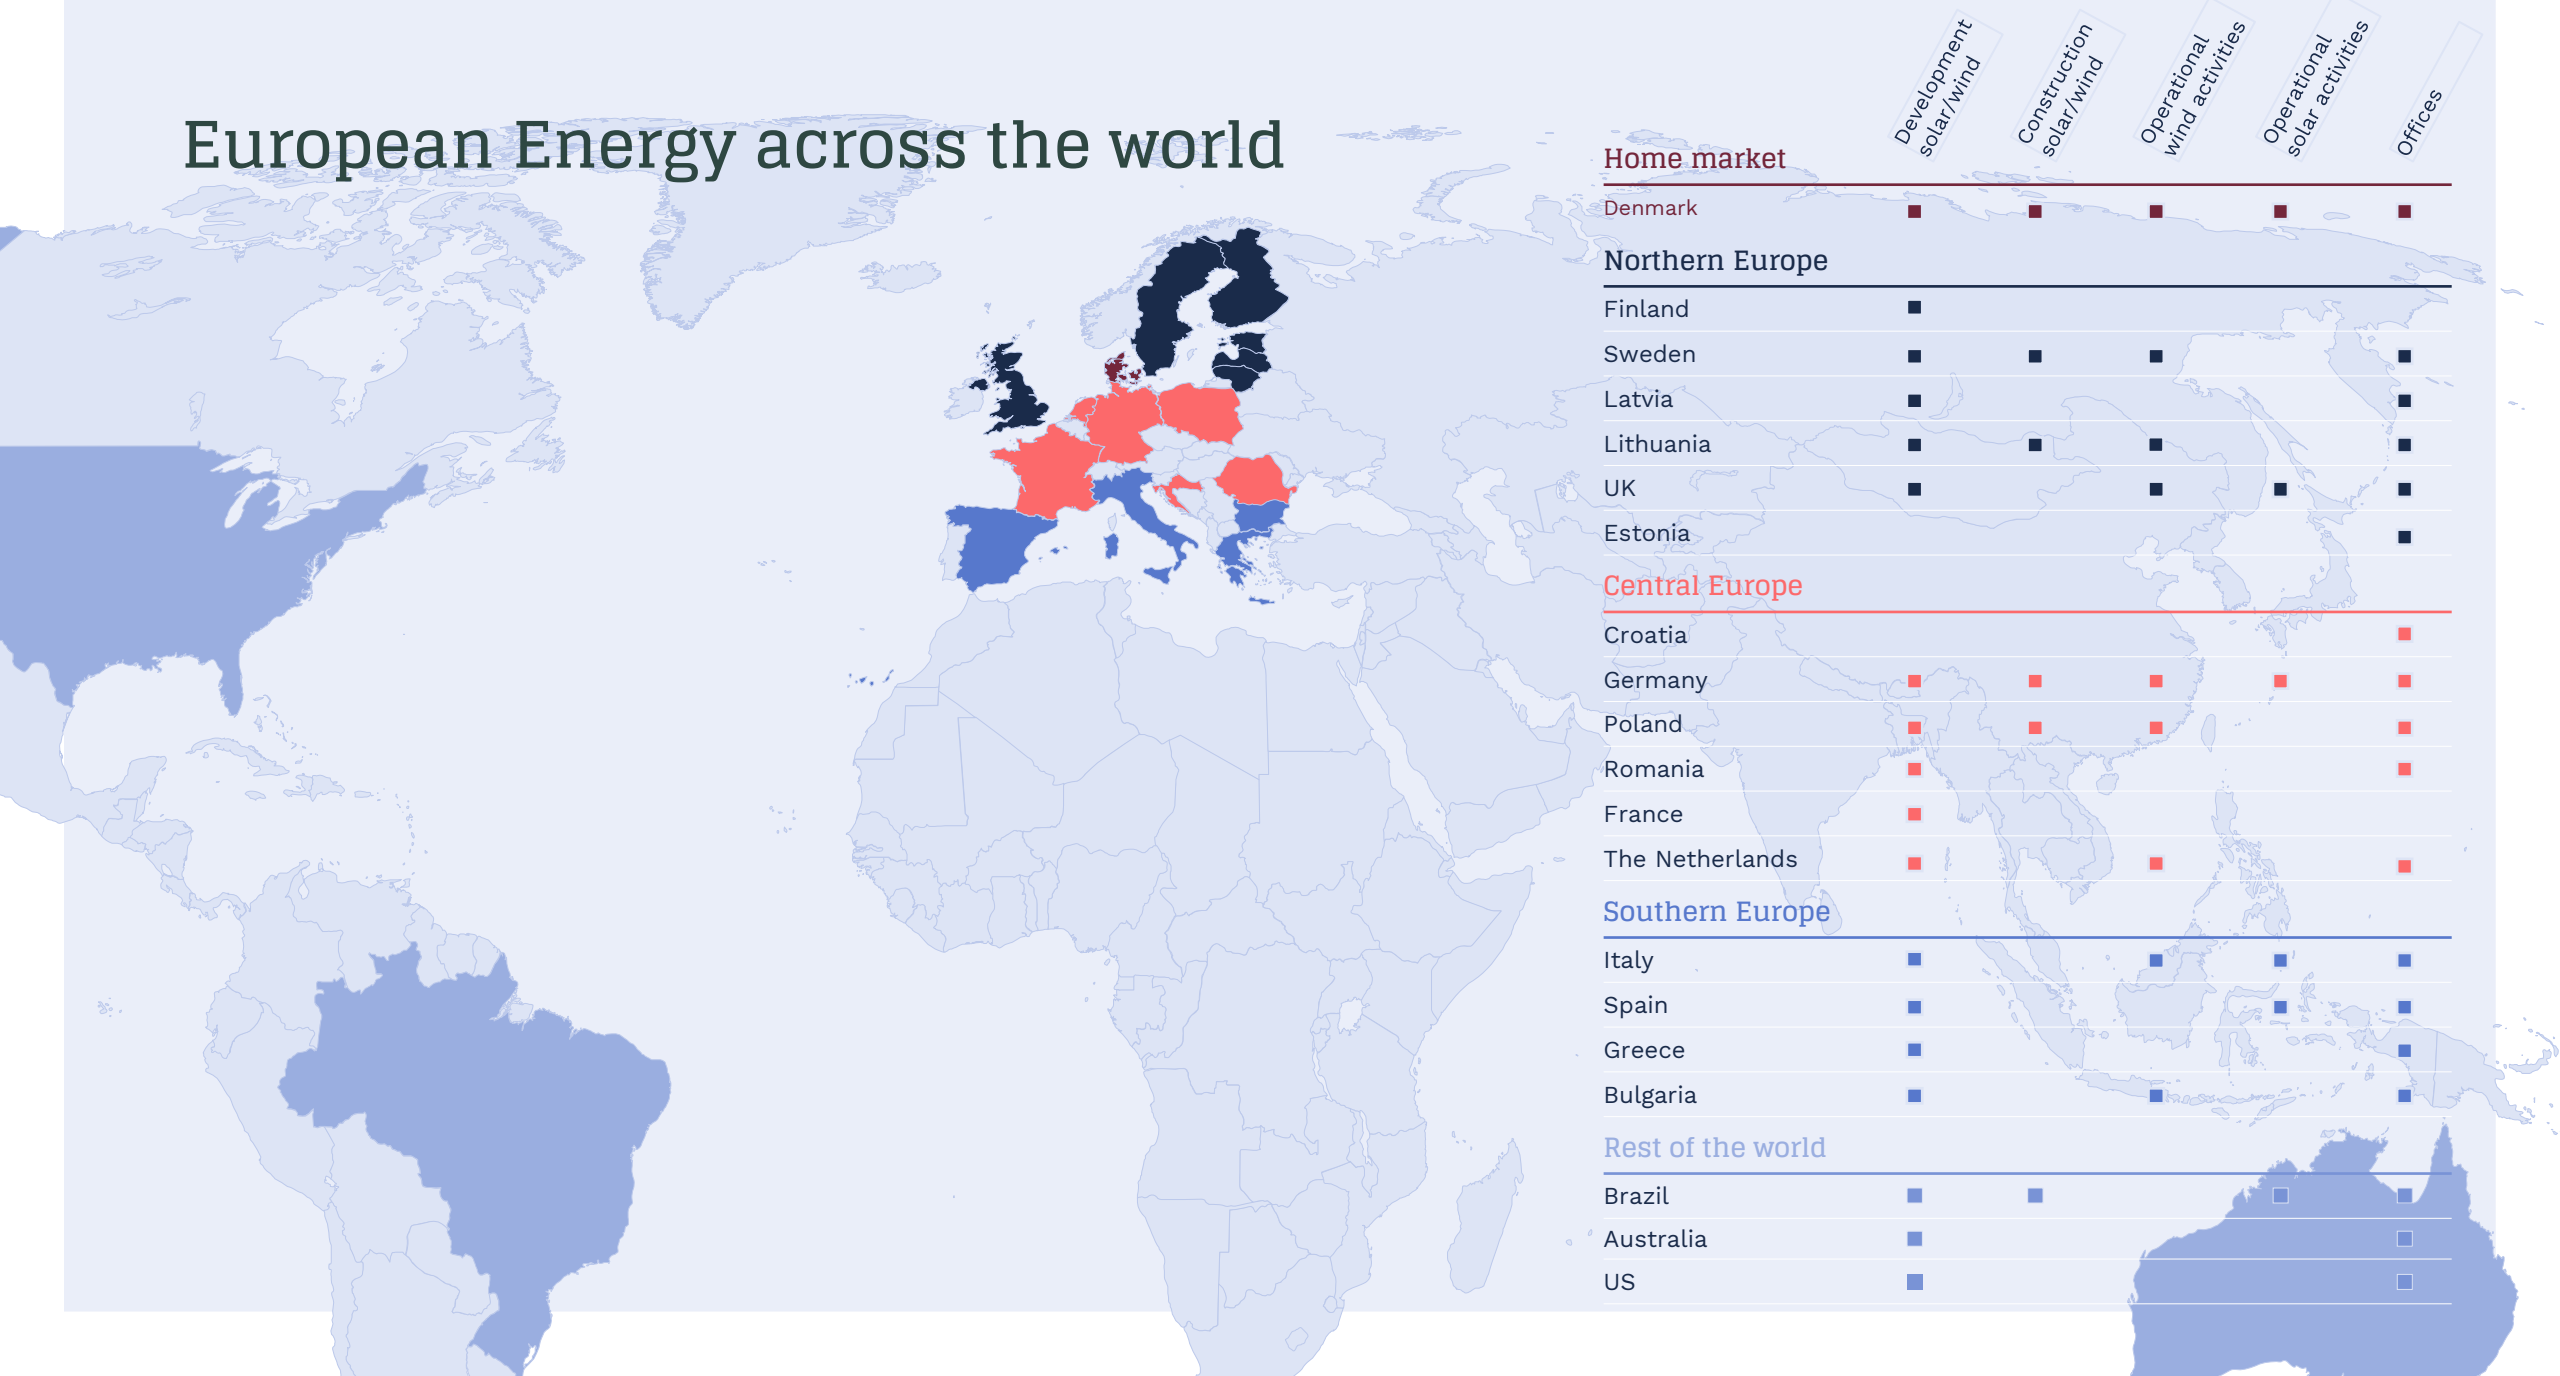 European Energy across the world
Development
solar/wind
Construction
solar/wind
Operational
wind activities
Operational
solar activities
Offices
Home market
Denmark
Northern Europe
Finland
Sweden
Latvia
Lithuania
UK
Estonia
Central Europe
Croatia
Germany
Poland
Romania
France
The Netherlands
Southern Europe
Italy
Spain
Greece
Bulgaria
Rest of the world
Brazil
Australia
US